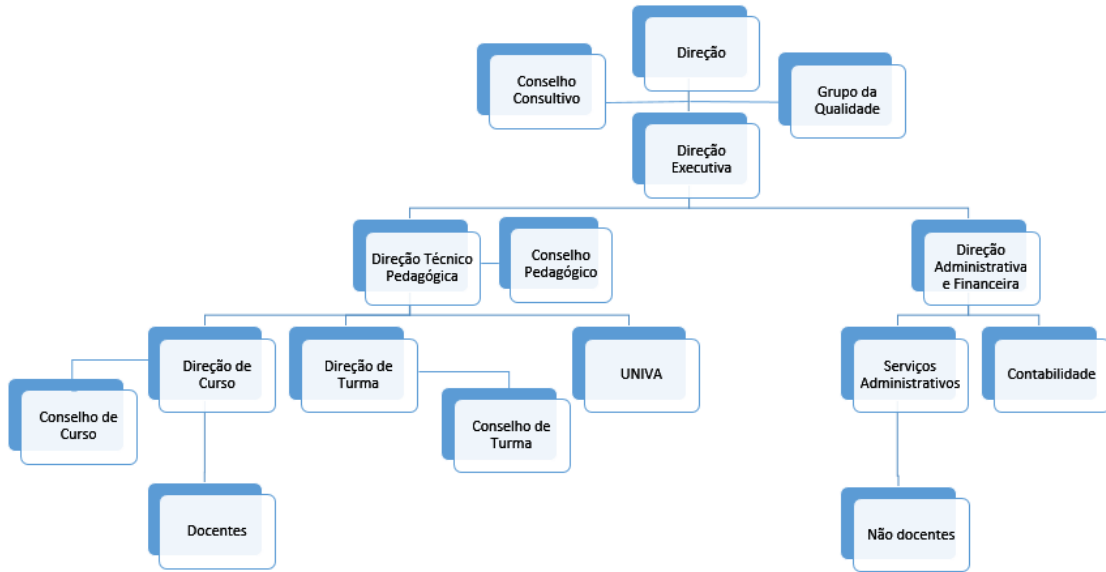 Direção
Conselho
Consultivo
Grupo da
Qualidade
Direção
Executiva
Direção Técnico
Pedagógica
Conselho
Pedagógico
Direção
Administrativa
e Financeira
Direção de
Curso
Direção de
Turma
UNIVA
Serviços
Administrativos
Contabilidade
Conselho de
Curso
Conselho de
Turma
Docentes
Não docentes